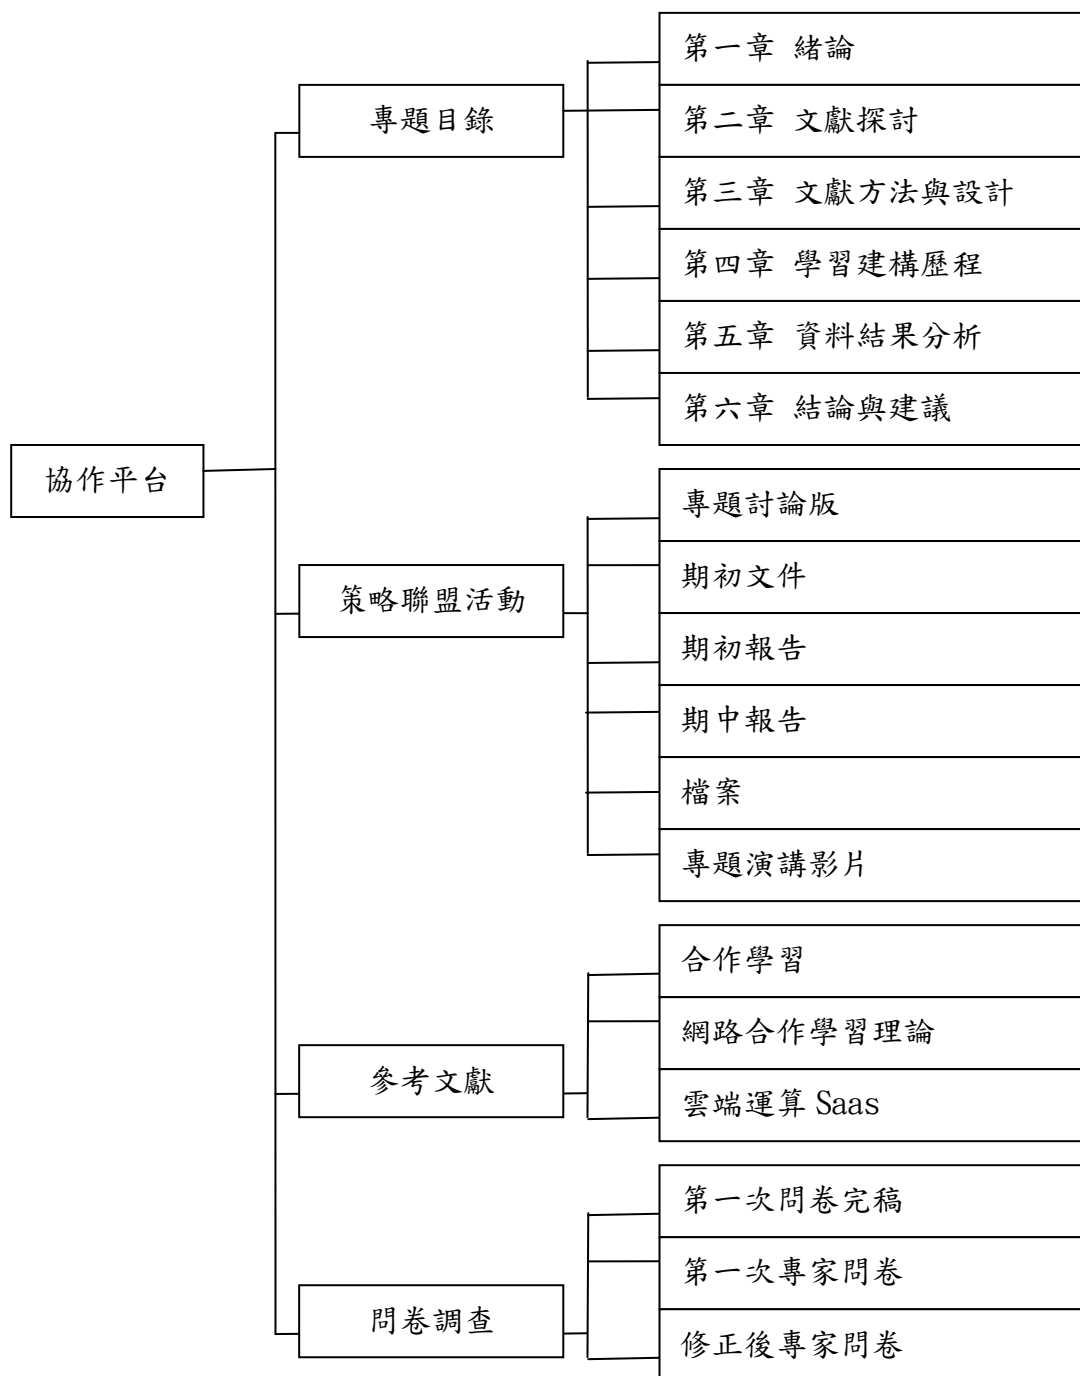 協作平台
專題目錄
第一章 緒論
第二章 文獻探討
第三章 文獻方法與設計
第四章 學習建構歷程
第五章 資料結果分析
第六章 結論與建議
策略聯盟活動
專題討論版
期初文件
期初報告
期中報告
檔案
專題演講影片
參考文獻
合作學習
網路合作學習理論
雲端運算 Saas
問卷調查
第一次問卷完稿
第一次專家問卷
修正後專家問卷